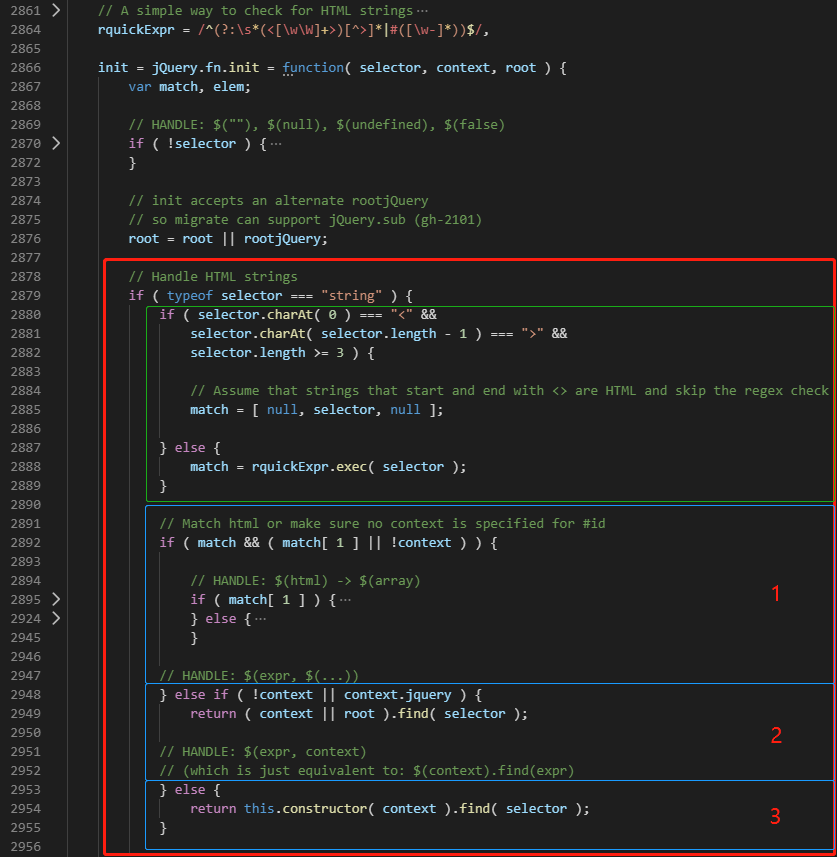 2861 // A simple way to check for HTML strings…
2864 rquickExpr = /^(?:\s*(<[\w\W]+>)[^>]*|#([\w-]*))$/,
2865
2866 init = jQuery.fn.init = function( selector, context, root ) {
2867 var match, elem;
2868
2869 // HANDLE: $(""), $(null), $(undefined), $(false)
2870 if ( !selector ) {…
2872 }
2873
2874 // init accepts an alternate rootjQuery
2875 // so migrate can support jQuery.sub (gh-2101)
2876 root = root || rootjQuery;
2877
2878 // Handle HTML strings
2879 if ( typeof selector === "string" ) {
2880 if ( selector.charAt( 0 ) === "<" &&
2881 selector.charAt( selector.length - 1 ) === ">" &&
2882 selector.length >= 3 ) {
2883
2884 // Assume that strings that start and end with <> are HTML and skip the regex check
2885 match = [ null, selector, null ];
2886
2887 } else {
2888 match = rquickExpr.exec( selector );
2889 }
2890
2891 // Match html or make sure no context is specified for #id
2892 if ( match && ( match[ 1 ] || !context ) ) {
2893
2894 // HANDLE: $(html) -> $(array)
2895 if ( match[ 1 ] ) {… 1
2924 } else {…
2945 }
2946
2947 // HANDLE: $(expr, $(...))
2948 } else if ( !context || context.jquery ) {
2949 return ( context || root ).find( selector );
2950 2
2951 // HANDLE: $(expr, context)
2952 // (which is just equivalent to: $(context).find(expr)
2953 } else {
2954 return this.constructor( context ).find( selector ); 3
2955 }
2956